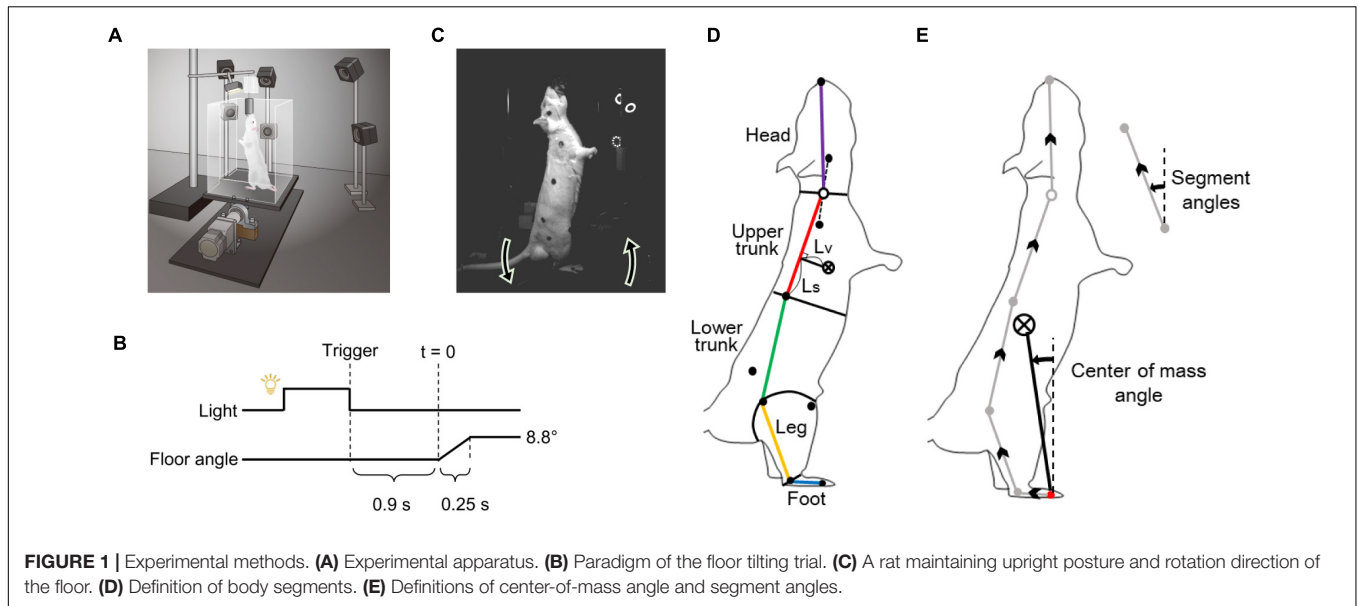 A
C
D
E
Head
Upper
trunk
Lv
Ls
Lower
trunk
Leg
Foot
Segment
angles
Center of mass
angle
B
Trigger
t = 0
Light
Floor angle
8.8°
0.9 s
0.25 s
FIGURE 1 | Experimental methods. (A) Experimental apparatus. (B) Paradigm of the floor tilting trial. (C) A rat maintaining upright posture and rotation direction of
the floor. (D) Definition of body segments. (E) Definitions of center-of-mass angle and segment angles.